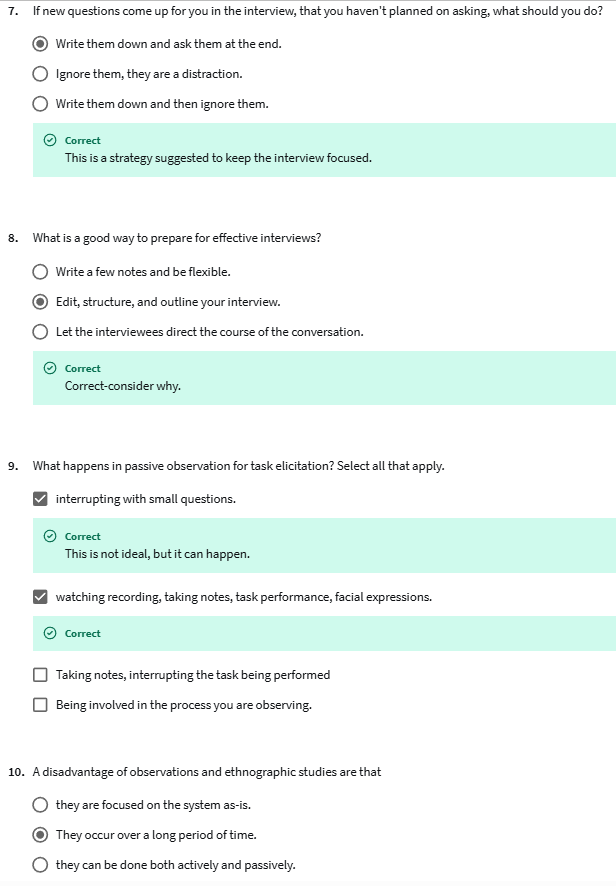 7. If new questions come up for you in the interview, that you haven't planned on asking, what should you do?
Write them down and ask them at the end.
Ignore them, they are a distraction.
Write them down and then ignore them.
Correct
This is a strategy suggested to keep the interview focused.
8. What is a good way to prepare for effective interviews?
Write a few notes and be flexible.
Edit, structure, and outline your interview.
Let the interviewees direct the course of the conversation.
Correct
Correct-consider why.
9. What happens in passive observation for task elicitation? Select all that apply.
interrupting with small questions.
Correct
This is not ideal, but it can happen.
watching recording, taking notes, task performance, facial expressions.
Correct
Taking notes, interrupting the task being performed
Being involved in the process you are observing.
10. A disadvantage of observations and ethnographic studies are that
they are focused on the system as-is.
They occur over a long period of time.
they can be done both actively and passively.